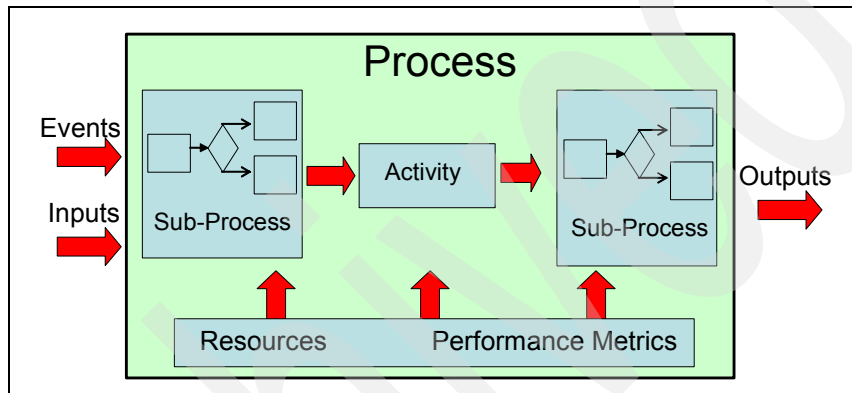 Process
Events
Inputs
Sub-Process
Activity
Sub-Process
Outputs
Resources Performance Metrics